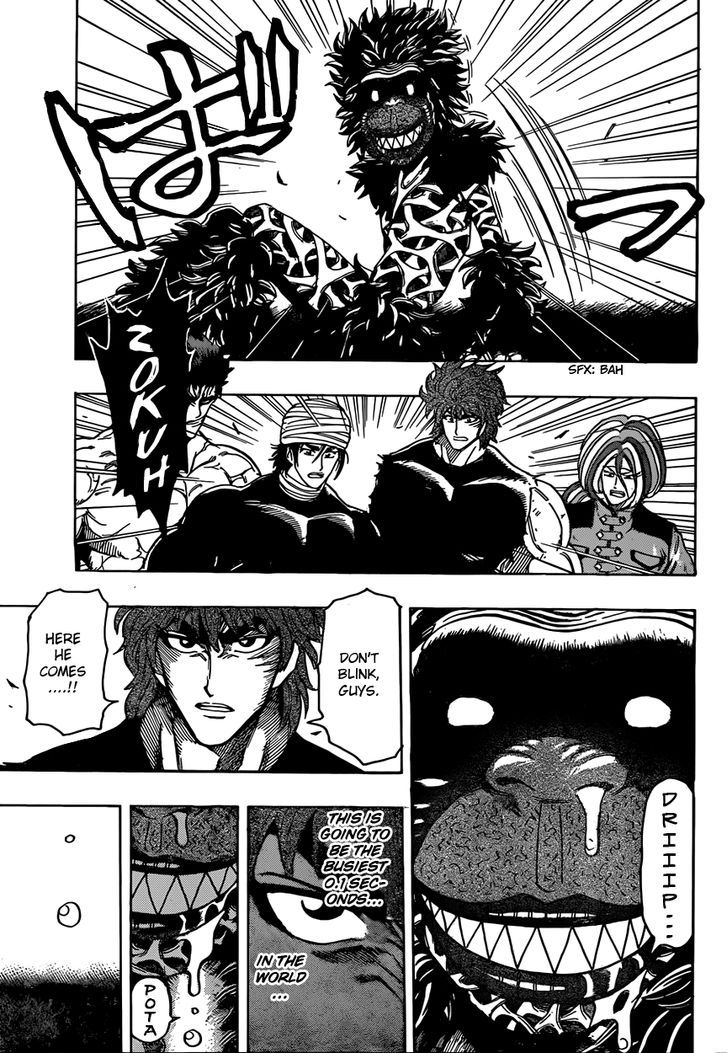 ばっ
SFX: BAH
ZOKUH
DON'T
BLINK,
GUYS.
HERE
HE
COMES
....!!
DRIIIP...
THIS IS
GOING TO
BE THE
BUSIEST
0.1 SEC-
ONDS...
IN THE
WORLD
...
POTA